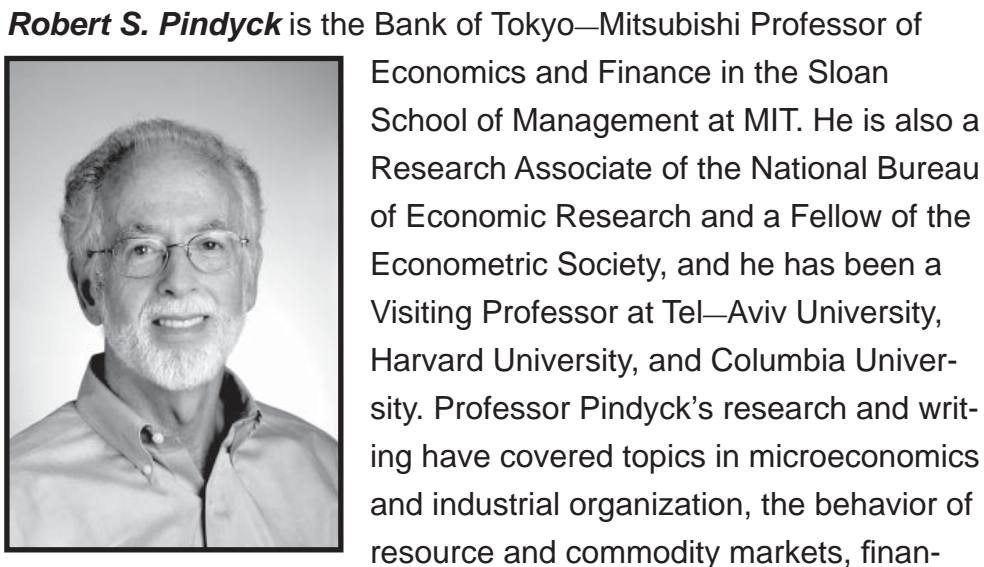 Robert S. Pindyck is the Bank of Tokyo—Mitsubishi Professor of
Economics and Finance in the Sloan
School of Management at MIT. He is also a
Research Associate of the National Bureau
of Economic Research and a Fellow of the
Econometric Society, and he has been a
Visiting Professor at Tel—Aviv University,
Harvard University, and Columbia Univer-
sity. Professor Pindyck’s research and writ-
ing have covered topics in microeconomics
and industrial organization, the behavior of
resource and commodity markets, finan-